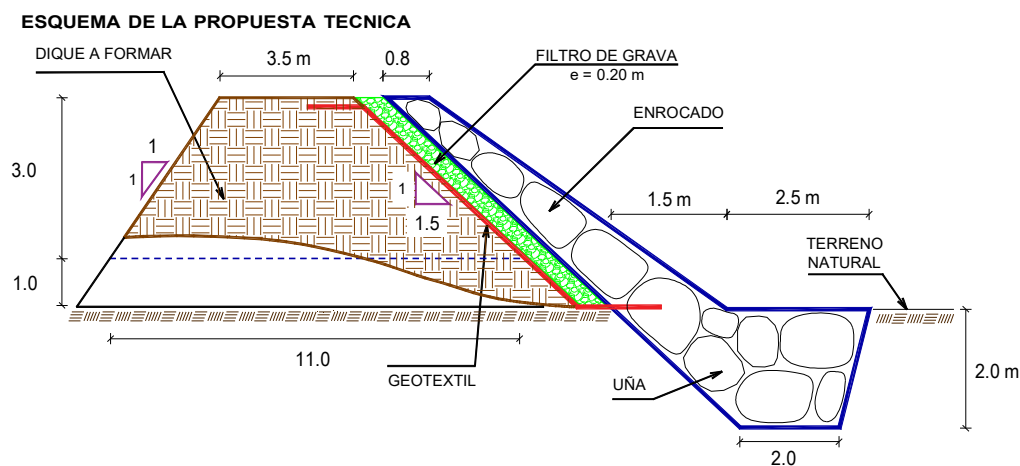 ESQUEMA DE LA PROPUESTA TECNICA
DIQUE A FORMAR
3.5 m
0.8
FILTRO DE GRAVA
e = 0.20 m
ENROCADO
1
1
3.0
1
1.5
1.5 m
2.5 m
TERRENO
NATURAL
1.0
11.0
GEOTEXTIL
UÑA
2.0 m
2.0